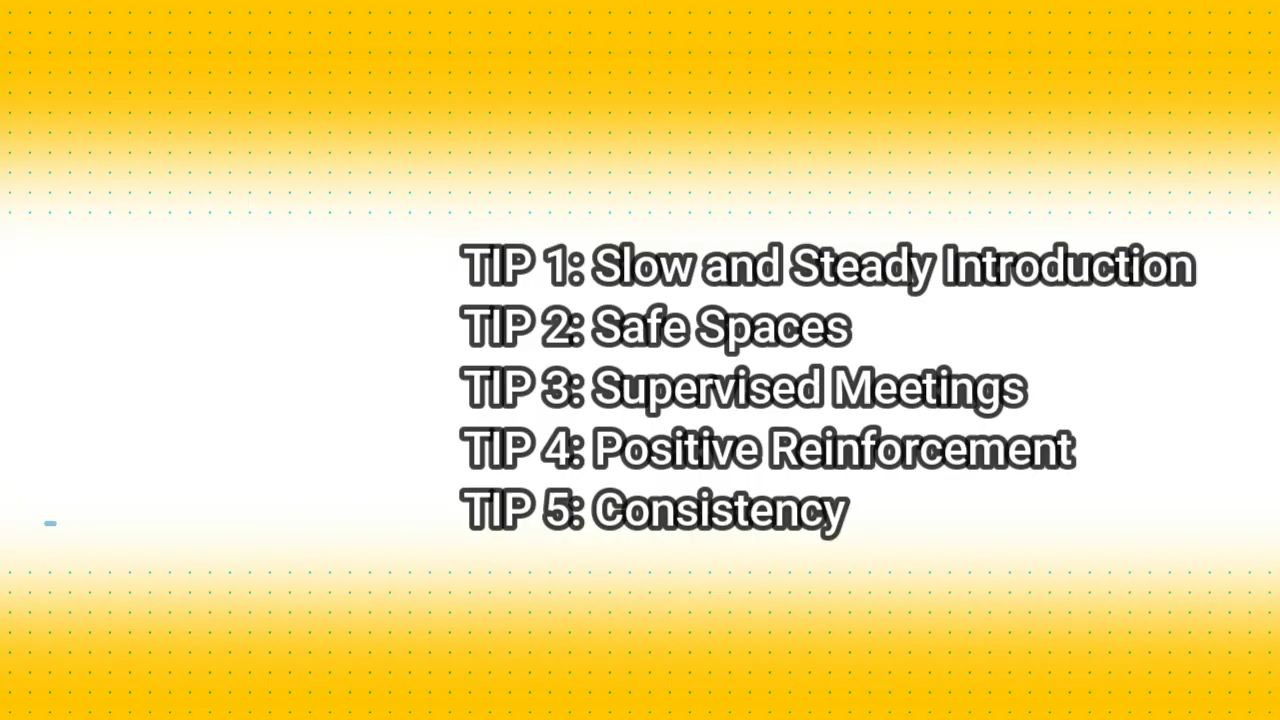 TIP 1: Slow and Steady Introduction
TIP 2: Safe Spaces
TIP 3: Supervised Meetings
TIP 4: Positive Reinforcement
TIP 5: Consistency